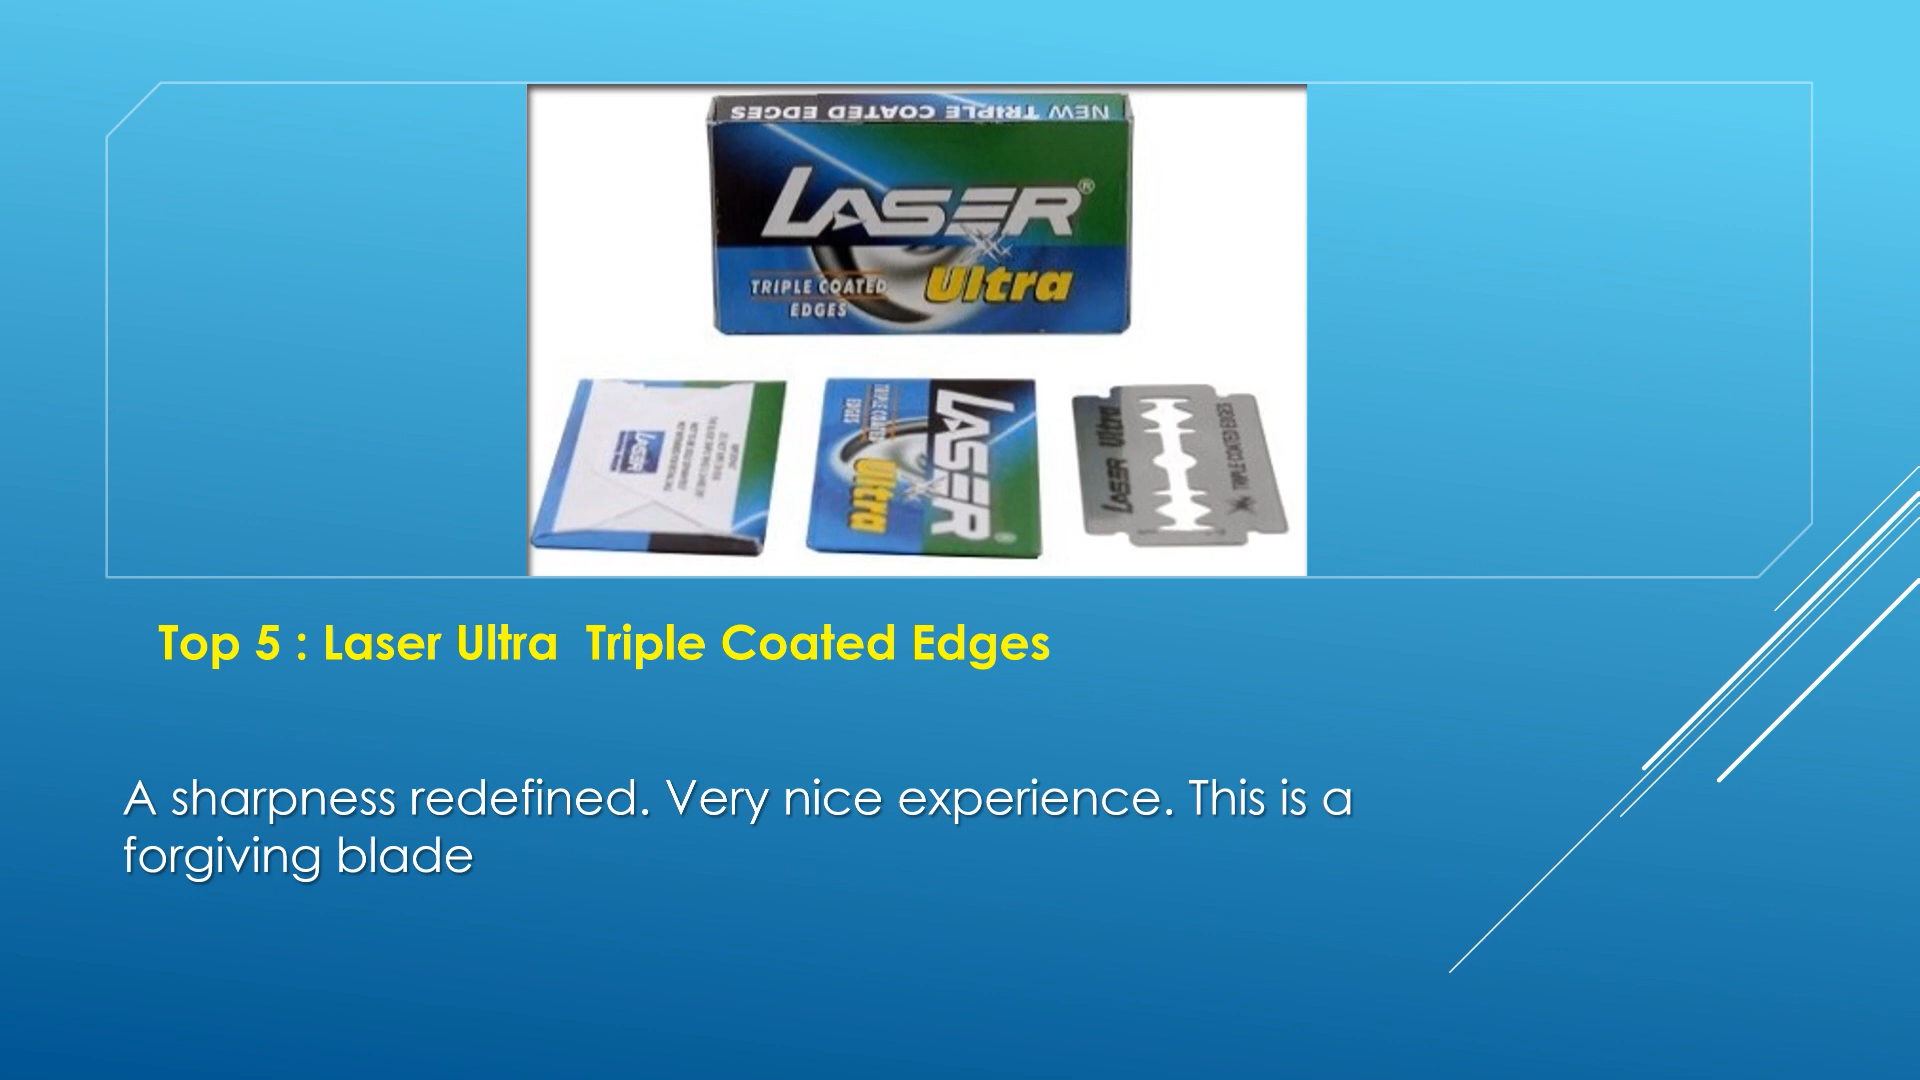 NEW TRIPLE COATED EDGES
LASER®
Ultra
TRIPLE COATED
EDGES
LASER
TRIPLE COATED
EDGES
LASER®
Ultra
LASER Ultra
TRIPLE COATED EDGES
Top 5 : Laser Ultra  Triple Coated Edges
A sharpness redefined. Very nice experience. This is a
forgiving blade